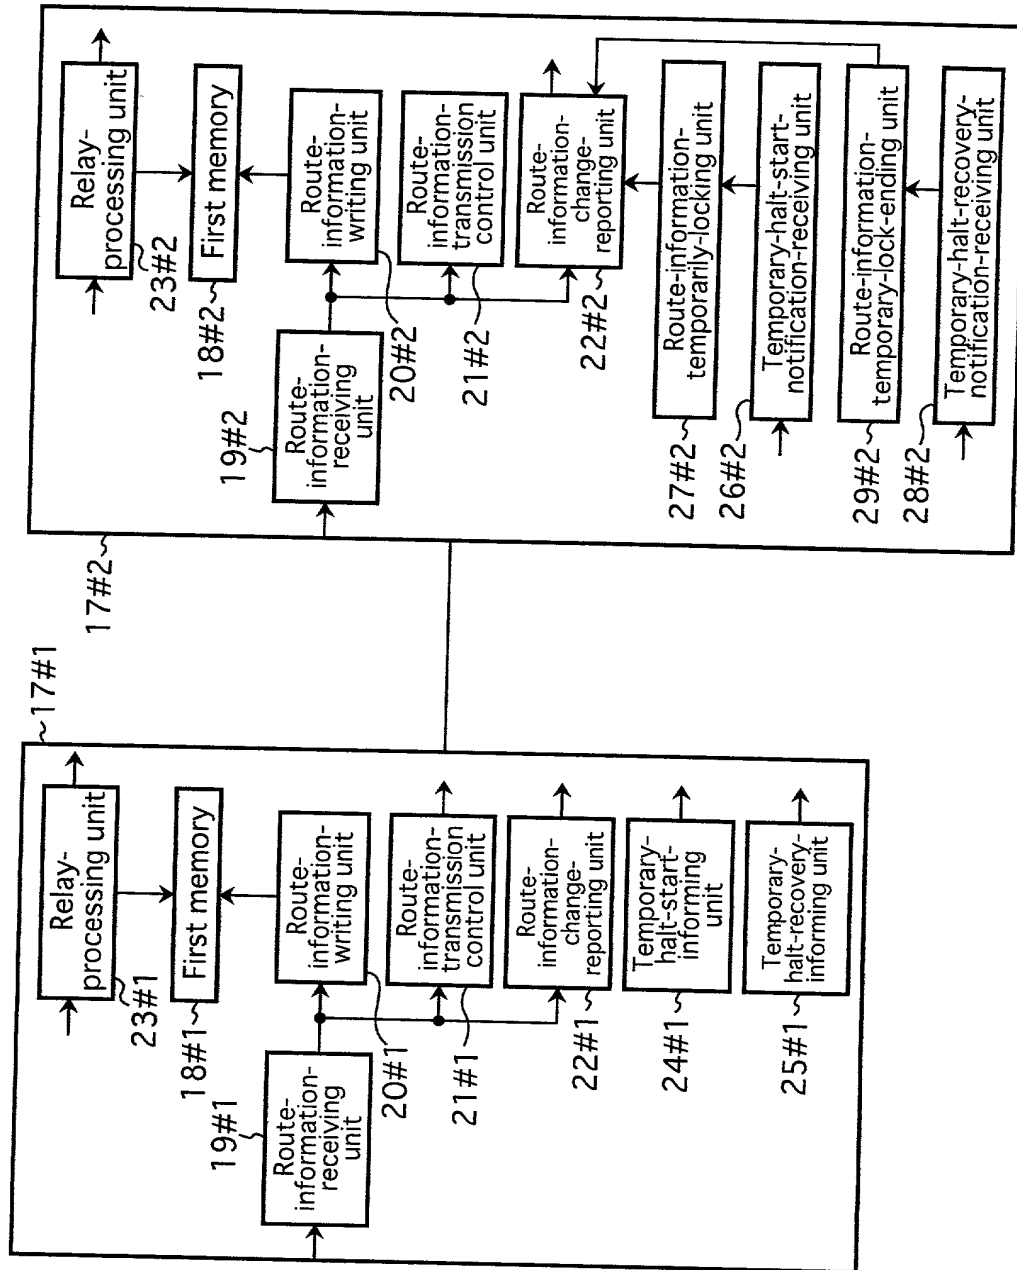 17#1
Relay-
processing unit
23#1
First memory
18#1
19#1
Route-
information-
receiving
unit
Route-
information-
writing unit
20#1
Route-
information-
transmission
control unit
21#1
Route-
information-
change-
reporting unit
22#1
Temporary-
halt-start-
informing
unit
24#1
Temporary-
halt-recovery-
informing unit
25#1
17#2
Relay-
processing unit
23#2
First memory
18#2
19#2
Route-
information-
receiving
unit
Route-
information-
writing unit
20#2
Route-
information-
transmission
control unit
21#2
Route-
information-
change-
reporting unit
22#2
Route-information-
temporarily-locking unit
27#2
Temporary-halt-start-
notification-receiving unit
26#2
Route-information-
temporary-lock-ending unit
29#2
Temporary-halt-recovery-
notification-receiving unit
28#2